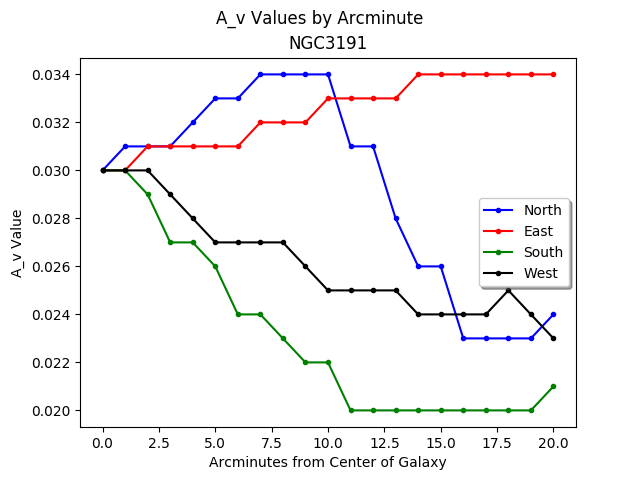 A_v Values by Arcminute
NGC3191
0.034
0.032
0.030
0.028
0.026
0.024
0.022
0.020
A_v Value
North
East
South
West
0.0 2.5 5.0 7.5 10.0 12.5 15.0 17.5 20.0
Arcminutes from Center of Galaxy